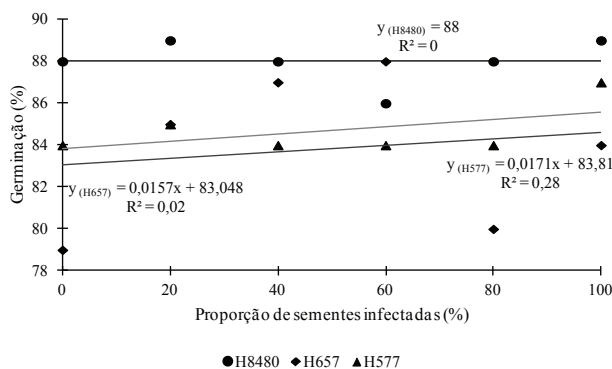 y (H8480) = 88
R² = 0
90
88
86
84
82
80
78
Germinação (%)
y (H657) = 0,0157x + 83,048
R² = 0,02
y (H577) = 0,0171x + 83,81
R² = 0,28
0 20 40 60 80 100
Proporção de sementes infectadas (%)
H8480 H657 H577